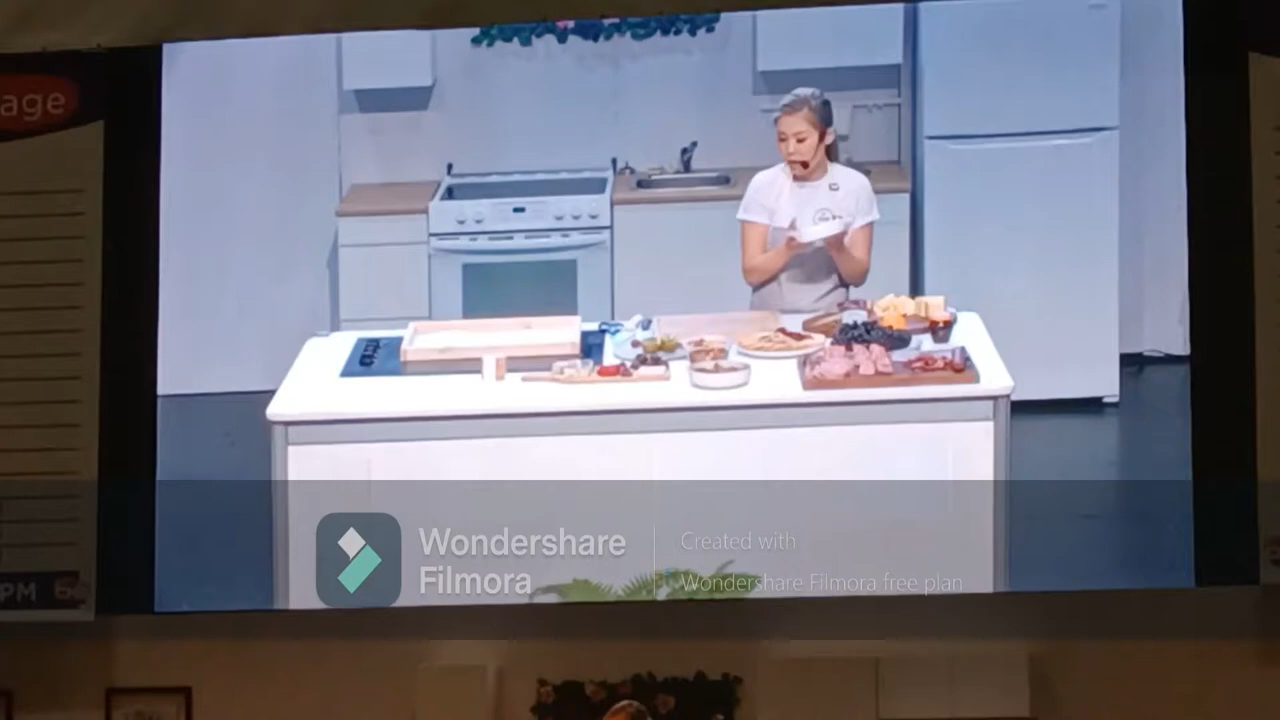 age
Wondershare
Filmora
Created with
Wondershare Filmora free plan
PM